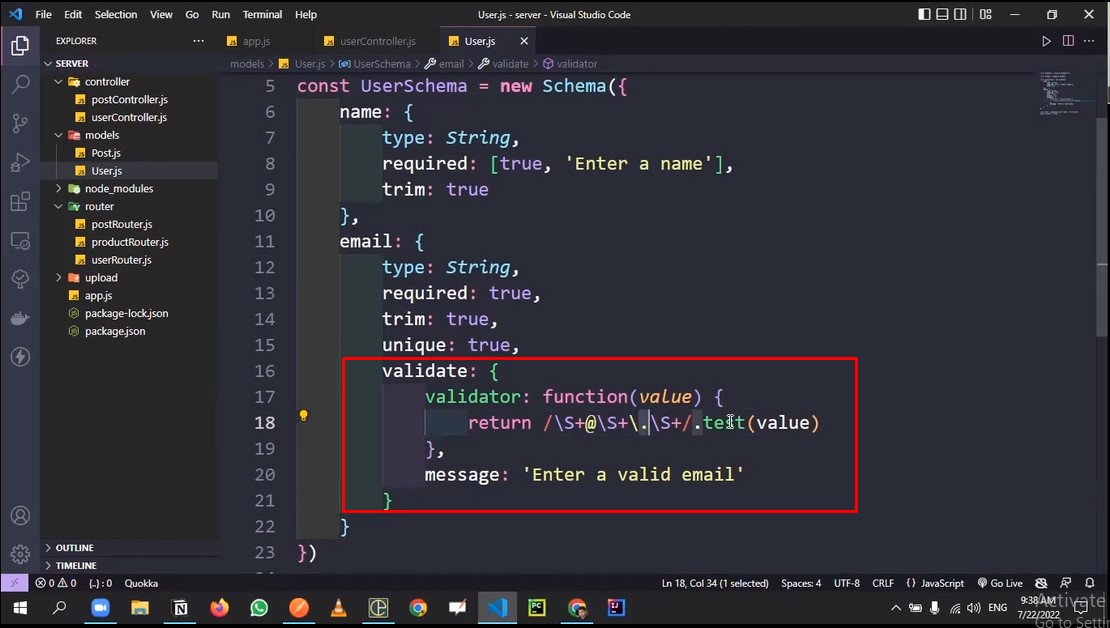 File Edit Selection View Go Run Terminal Help User.js - server - Visual Studio Code
EXPLORER
SERVER
controller
postController.js
userController.js
models
Post.js
User.js
node_modules
router
postRouter.js
productRouter.js
userRouter.js
upload
app.js
package-lock.json
package.json
OUTLINE
TIMELINE
app.js userController.js User.js
models User.js UserSchema email validate validator
5 const UserSchema = new Schema({
6 name: {
7 type: String,
8 required: [true, 'Enter a name'],
9 trim: true
10 },
11 email: {
12 type: String,
13 required: true,
14 trim: true,
15 unique: true,
16 validate: {
17 validator: function(value) {
18 return /\S+@\S+\.\S+/.test(value)
19 },
20 message: 'Enter a valid email'
21 }
22 }
23 })
0 0 {..} : 0 Quokka Ln 18, Col 34 (1 selected) Spaces: 4 UTF-8 CRLF {} JavaScript Go Live
ENG 9:38 AM
7/22/2022
Activate
Go to Setti